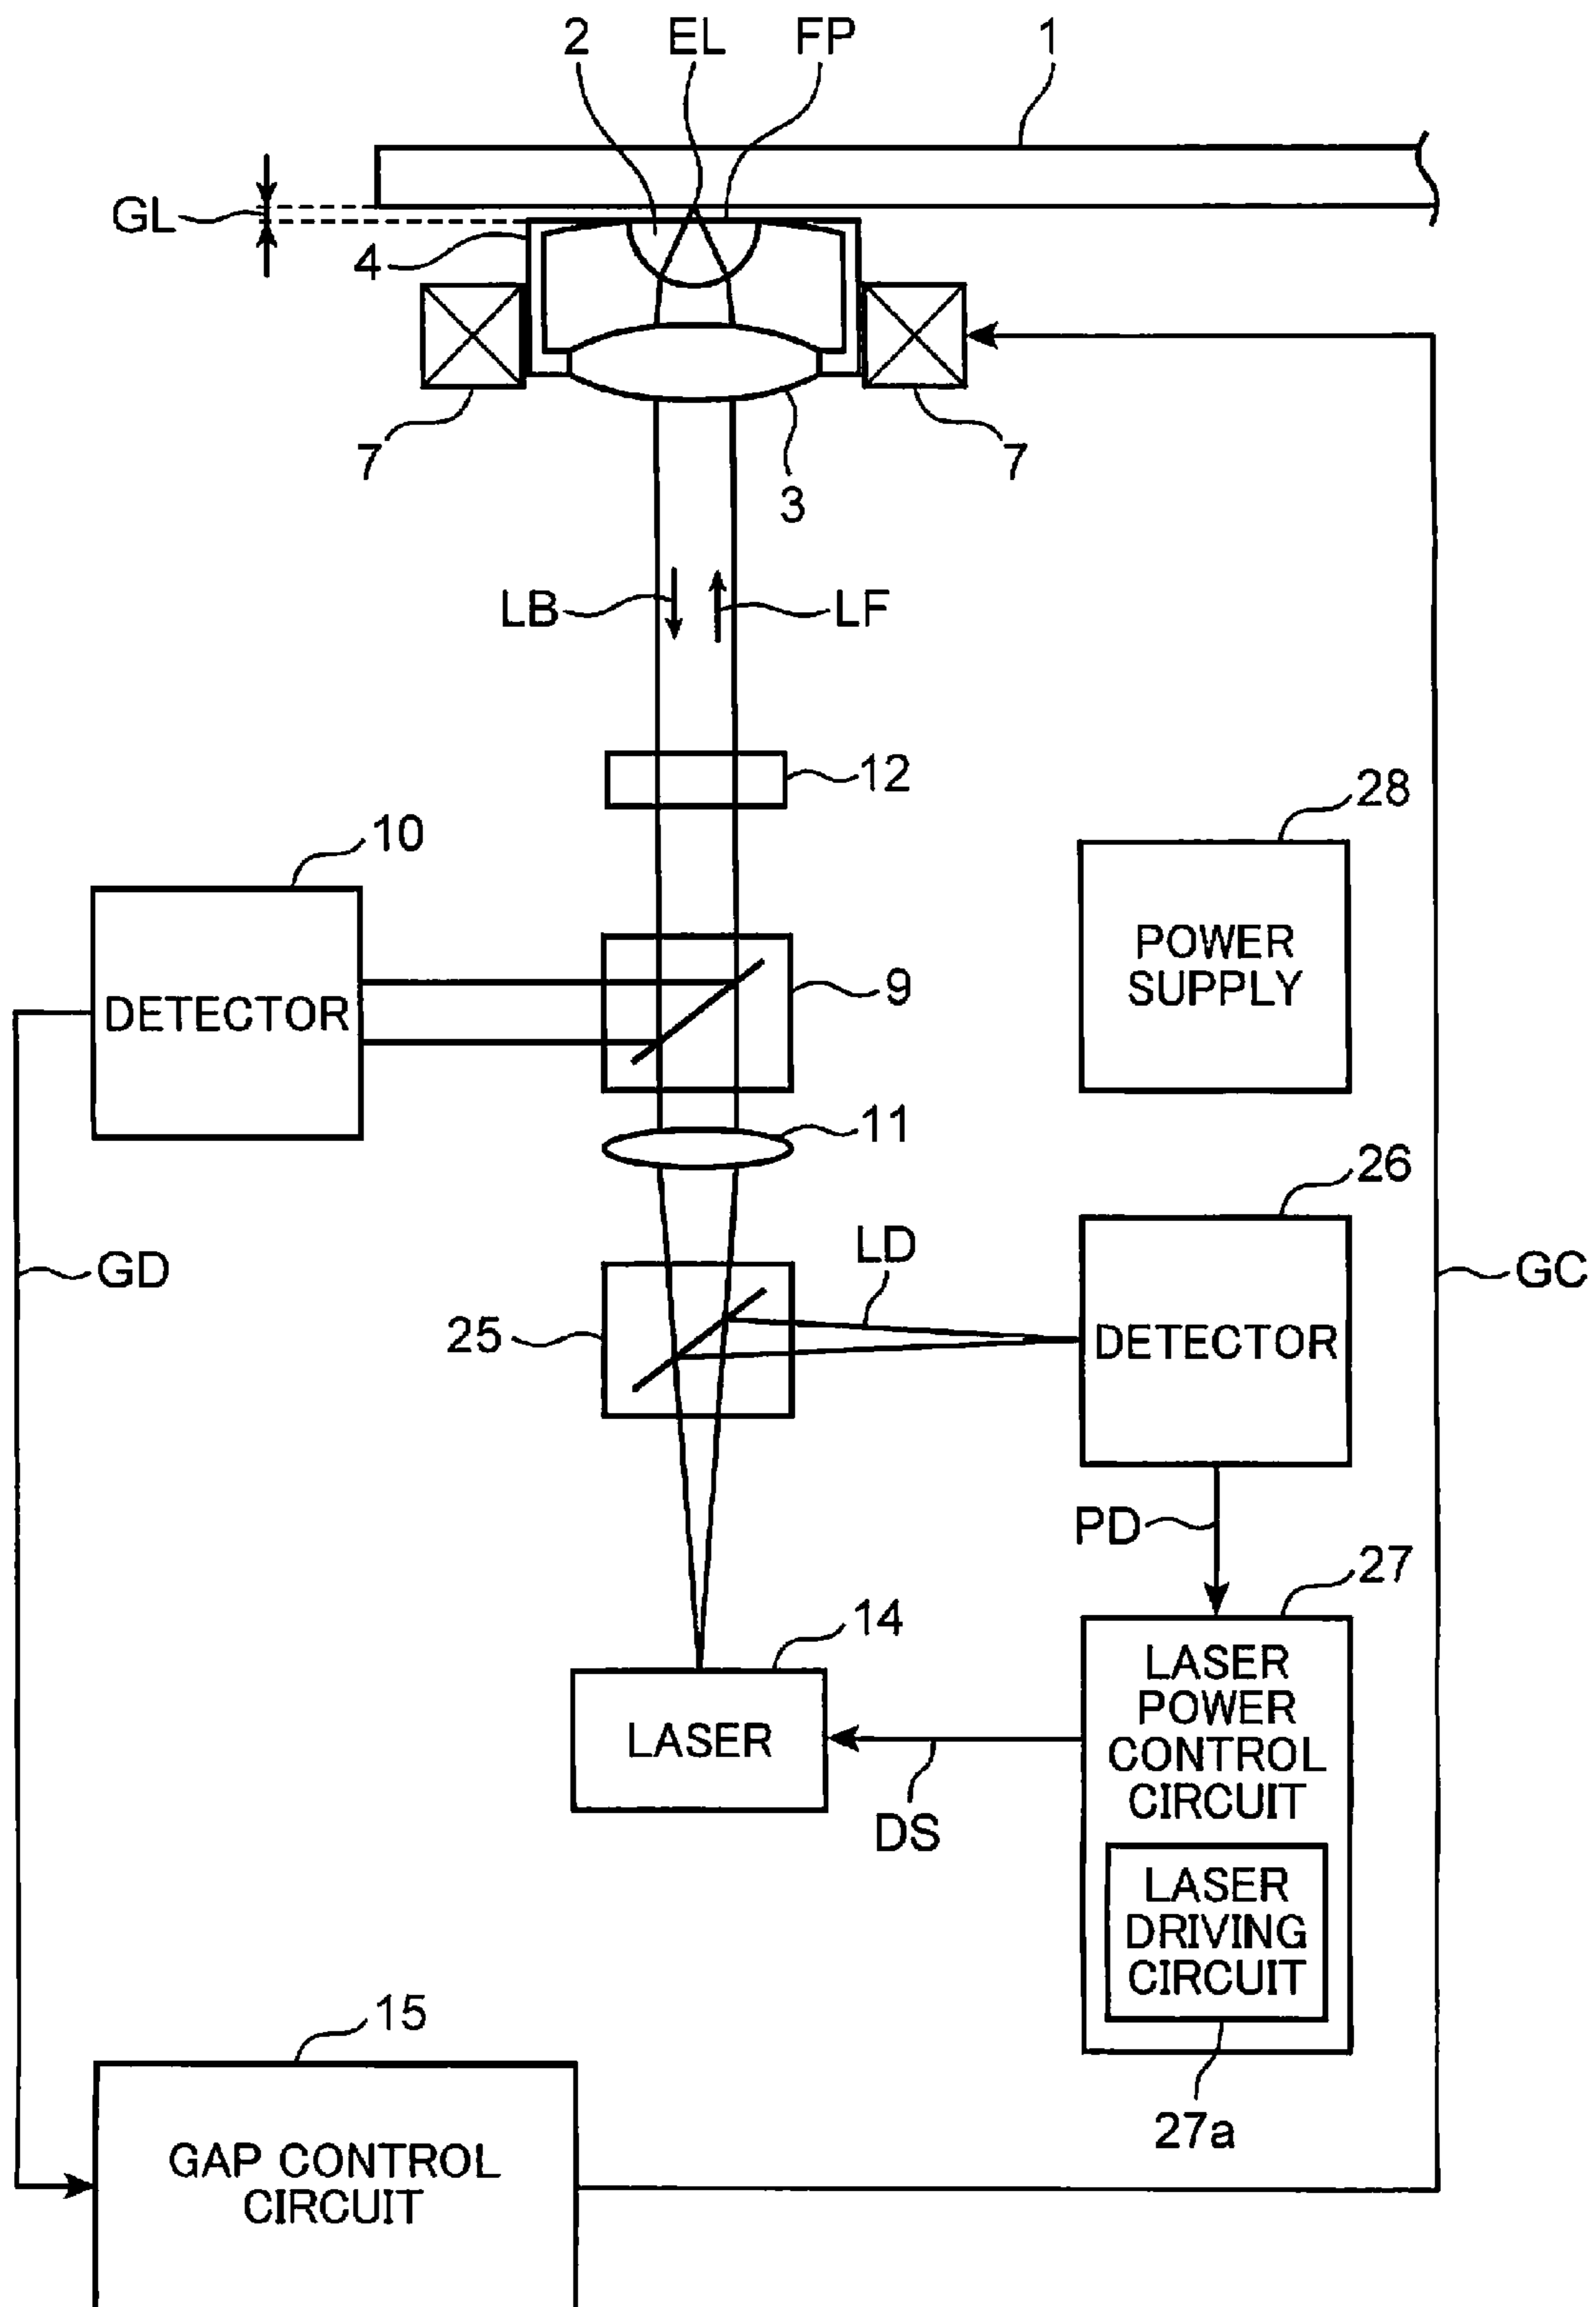 2 EL FP 1
GL
4
7 7
3
LB LF
12
28
10
POWER
SUPPLY
9
DETECTOR
11
26
LD
GD GC
25
DETECTOR
PD
27
14
LASER
POWER
CONTROL
CIRCUIT
LASER
DS
LASER
DRIVING
CIRCUIT
15
27a
GAP CONTROL
CIRCUIT